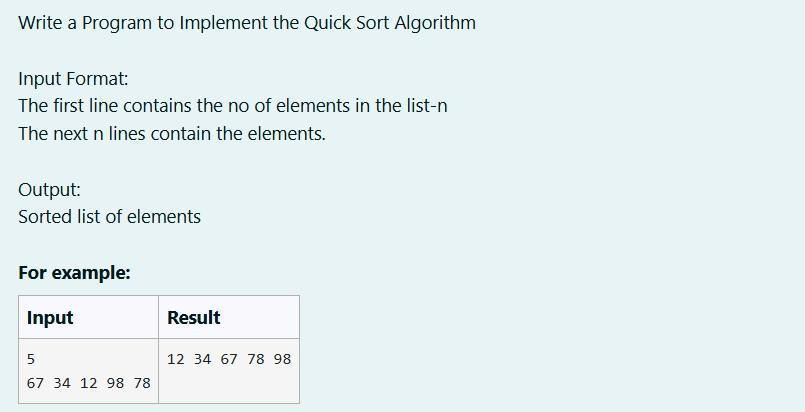 Write a Program to Implement the Quick Sort Algorithm
Input Format:
The first line contains the no of elements in the list-n
The next n lines contain the elements.
Output:
Sorted list of elements
For example:
Input Result
5 12 34 67 78 98
67 34 12 98 78